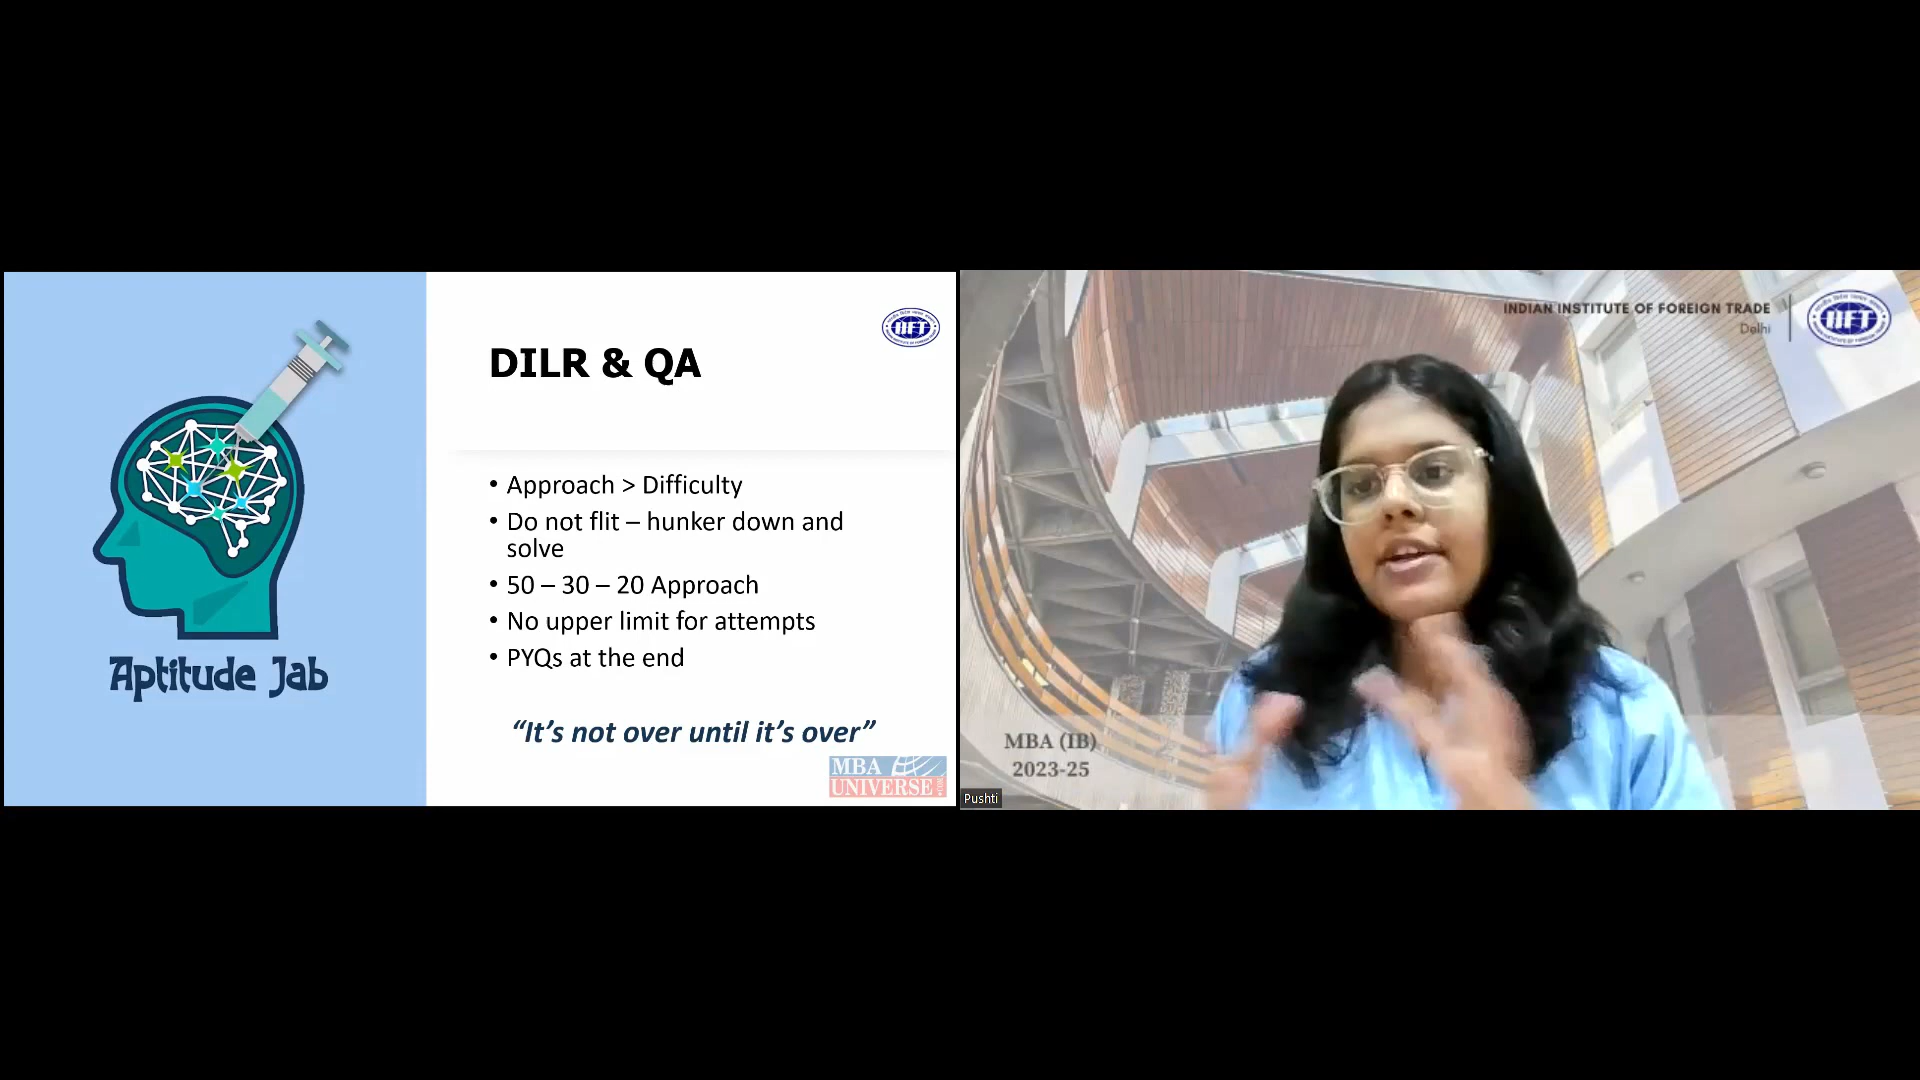 IIFT
DILR & QA
• Approach > Difficulty
• Do not flit – hunker down and
solve
• 50 – 30 – 20 Approach
• No upper limit for attempts
• PYQs at the end
“It’s not over until it’s over”
Aptitude Jab
MBA
UNIVERSE
.COM
INDIAN INSTITUTE OF FOREIGN TRADE
Delhi
IIFT
MBA (IB)
2023-25
Pushti